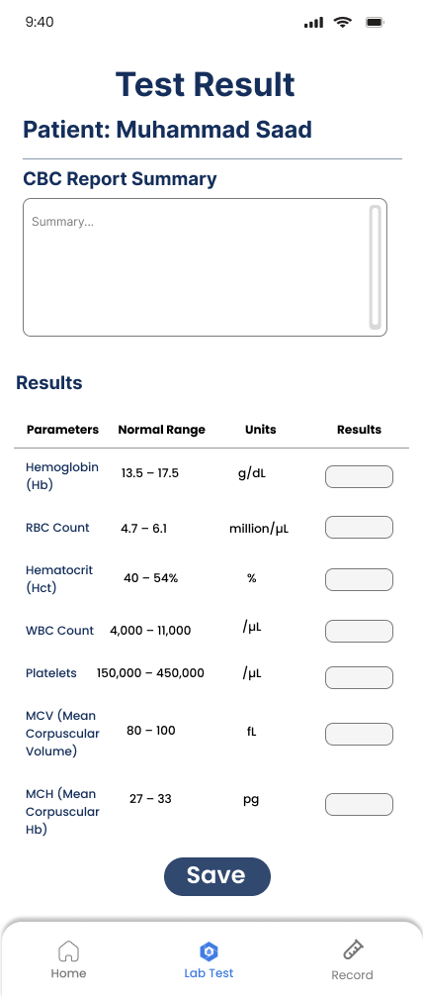 9:40
Test Result
Patient: Muhammad Saad
CBC Report Summary
Summary...
Results
Parameters Normal Range Units Results
Hemoglobin
(Hb)
13.5 – 17.5 g/dL
RBC Count 4.7 – 6.1 million/µL
Hematocrit
(Hct)
40 – 54% %
WBC Count 4,000 – 11,000 /µL
Platelets 150,000 – 450,000 /µL
MCV (Mean
Corpuscular
Volume)
80 – 100 fL
MCH (Mean
Corpuscular
Hb)
27 – 33 pg
Save
Home Lab Test Record